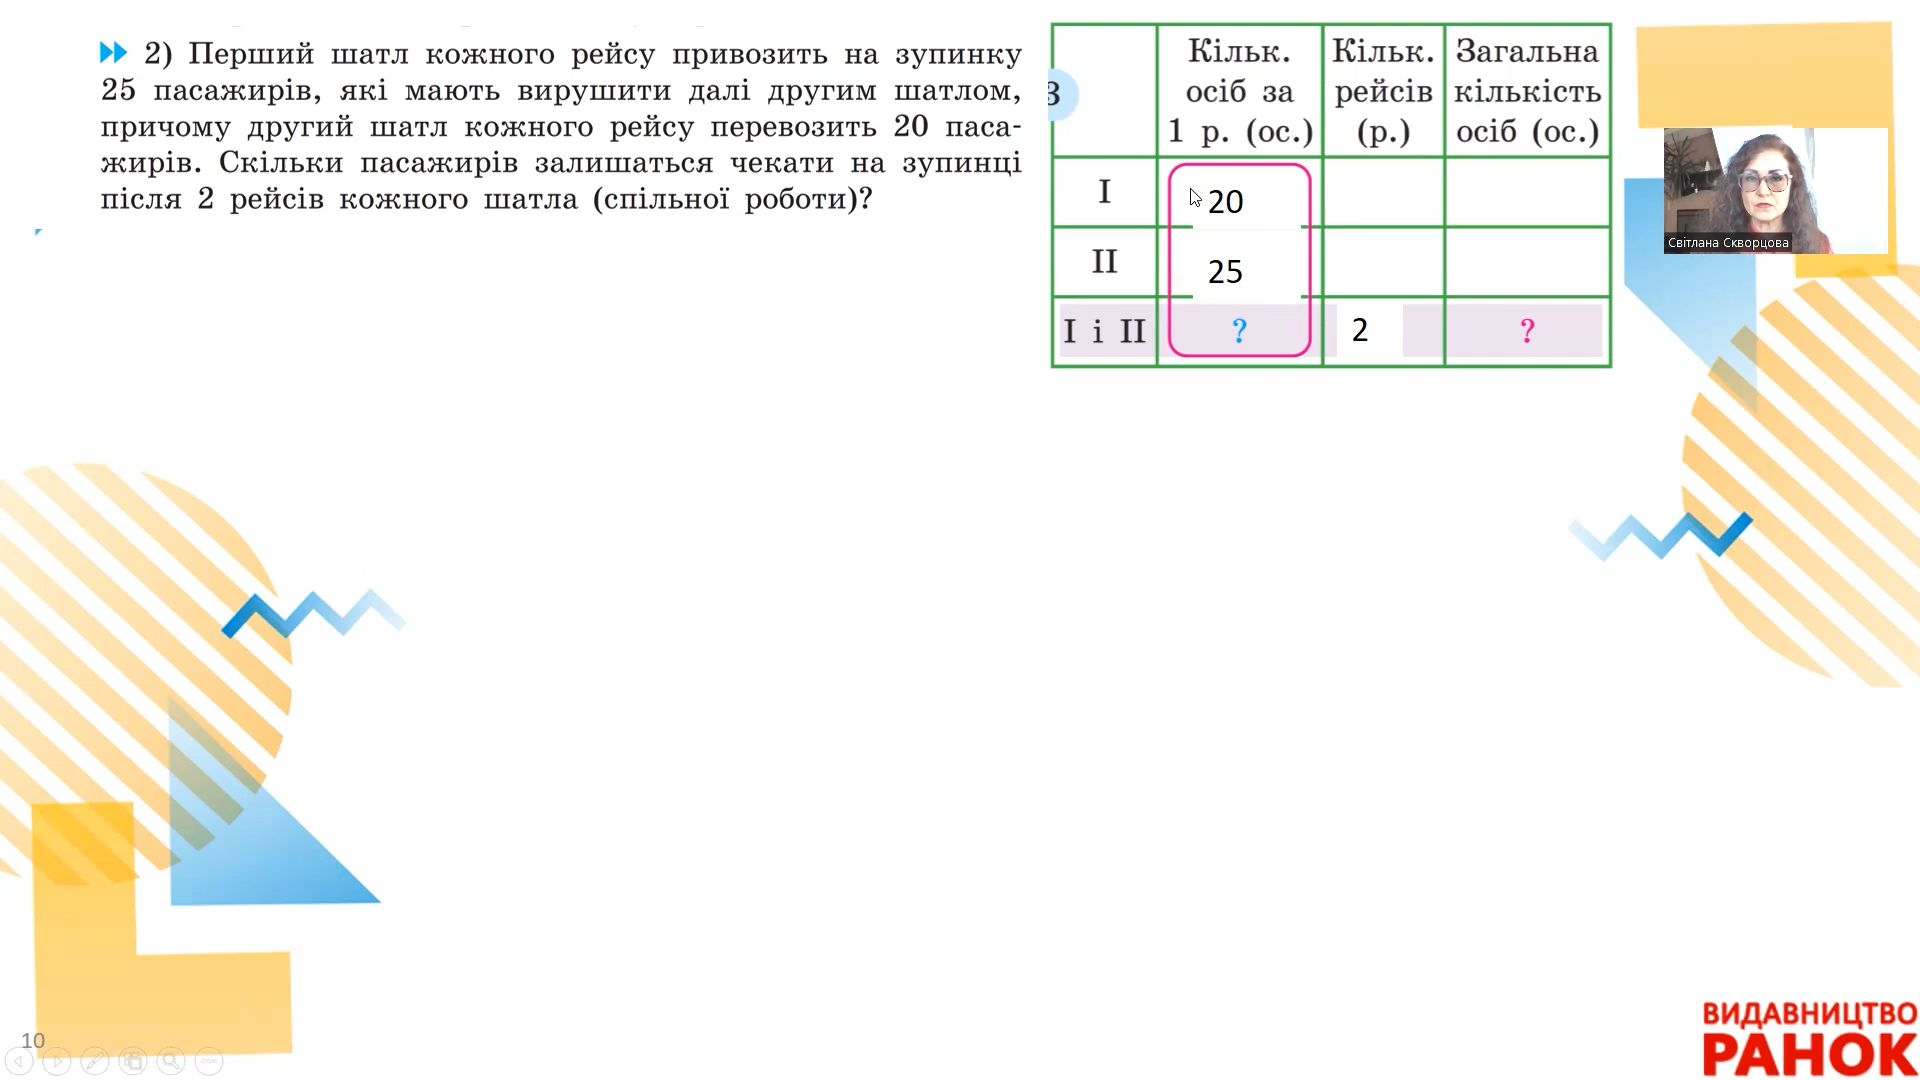 2) Перший шатл кожного рейсу привозить на зупинку
25 пасажирів, які мають вирушити далі другим шатлом,
причому другий шатл кожного рейсу перевозить 20 паса-
жирів. Скільки пасажирів залишаться чекати на зупинці
після 2 рейсів кожного шатла (спільної роботи)?
3
Кільк. осіб за 1 р. (ос.)
Кільк. рейсів (р.)
Загальна кількість осіб (ос.)
I 20
II 25
I і II ? 2 ?
Світлана Скворцова
10
ВИДАВНИЦТВО
РАНОК